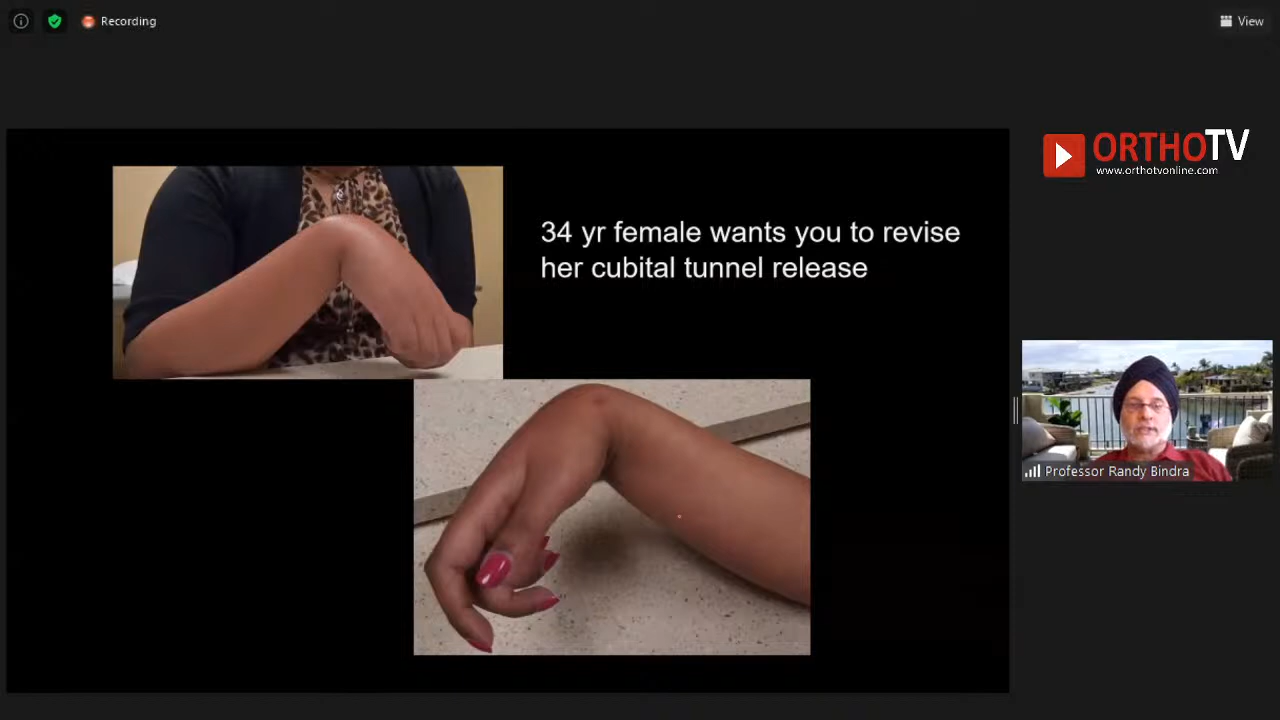 Recording
View
ORTHOTV
www.orthotvonline.com
34 yr female wants you to revise
her cubital tunnel release
Professor Randy Bindra